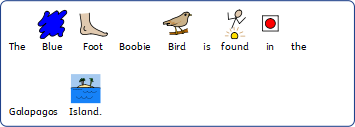 The Blue Foot Boobie Bird is found in the
Galapagos Island.